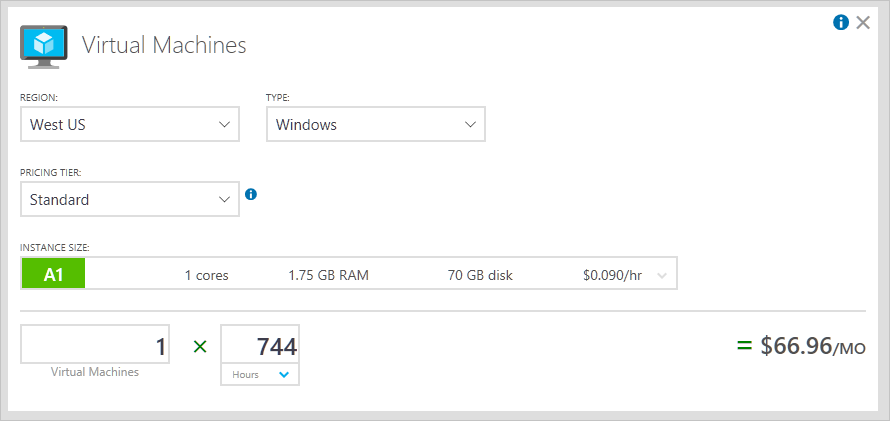 Virtual Machines
REGION: TYPE:
West US Windows
PRICING TIER:
Standard
INSTANCE SIZE:
A1 1 cores 1.75 GB RAM 70 GB disk $0.090/hr
1 × 744 = $66.96/MO
Virtual Machines Hours